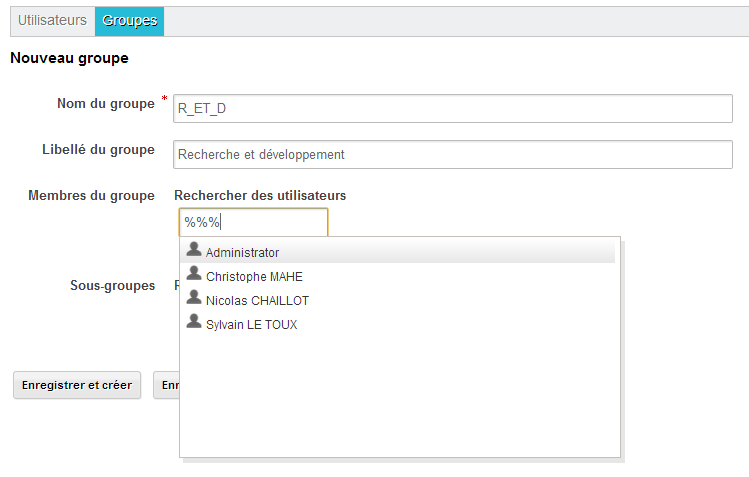 Utilisateurs Groupes
Nouveau groupe
Nom du groupe * R_ET_D
Libellé du groupe Recherche et développement
Membres du groupe Rechercher des utilisateurs
%%%
Administrator
Christophe MAHE
Sous-groupes
Nicolas CHAILLOT
Sylvain LE TOUX
Enregistrer et créer